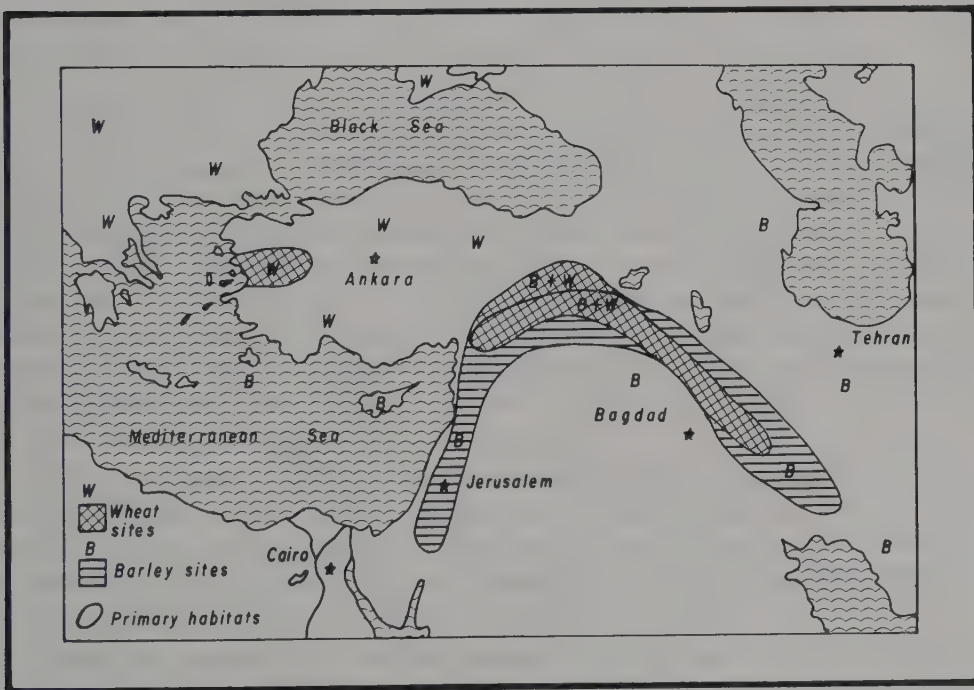 W
W
Black Sea
W
W
W
W
B
W
Ankara
B + W
B + W
W
Tehran
B
B
B
B
Bagdad
Mediterranean Sea
B
B
Jerusalem
W
Wheat
sites
B
Cairo
B
Barley sites
Primary habitats